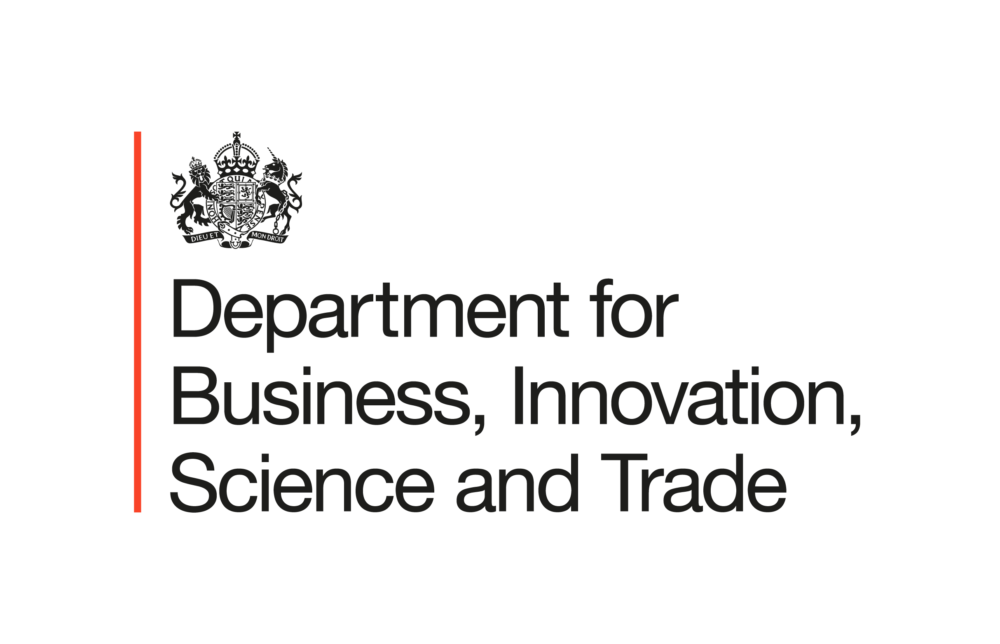 HONI SOIT QUI MAL Y PENSE
DIEU ET MON DROIT
Department for
Business, Innovation,
Science and Trade